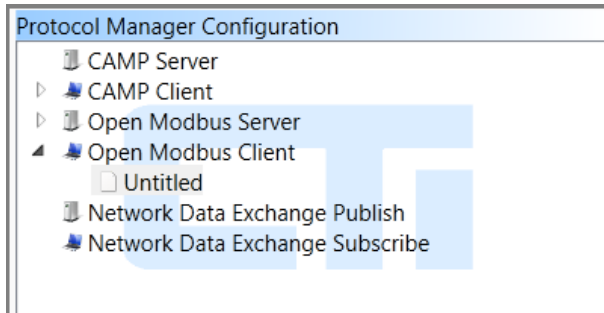 Protocol Manager Configuration
CAMP Server
CAMP Client
Open Modbus Server
Open Modbus Client
Untitled
Network Data Exchange Publish
Network Data Exchange Subscribe
CTi